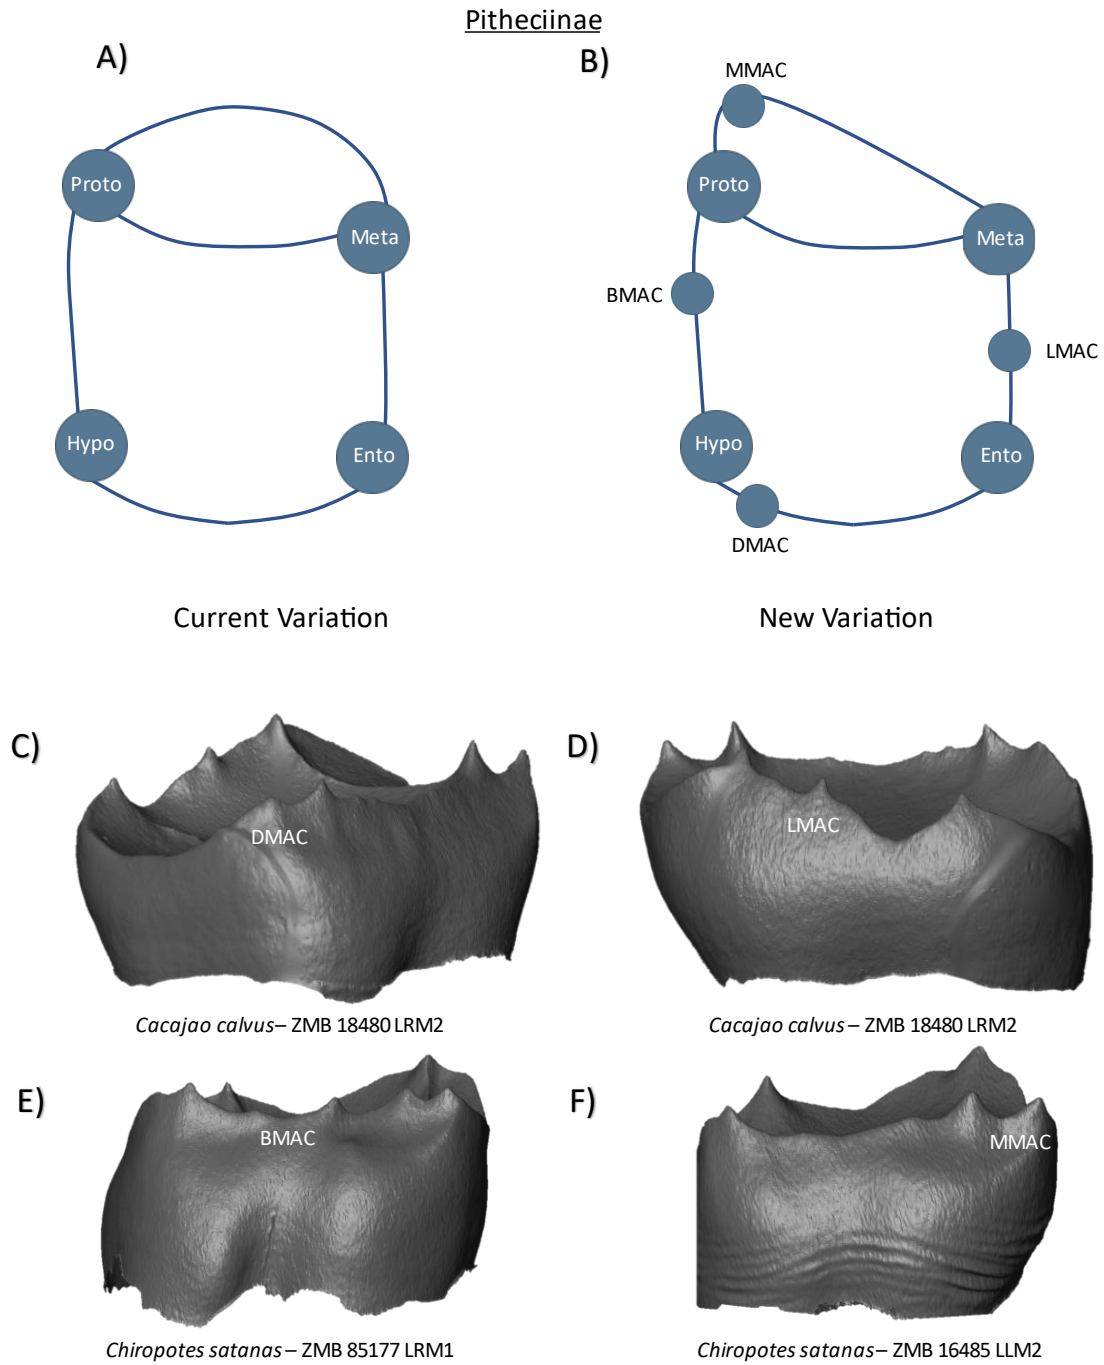 Pitheciinae
A)
B)
MMAC
Proto
Proto
Meta
Meta
BMAC
LMAC
Hypo
Hypo
Ento
Ento
DMAC
Current Variation
New Variation
C)
D)
DMAC
LMAC
Cacajao calvus– ZMB 18480 LRM2
Cacajao calvus – ZMB 18480 LRM2
E)
F)
BMAC
MMAC
Chiropotes satanas – ZMB 85177 LRM1
Chiropotes satanas – ZMB 16485 LLM2